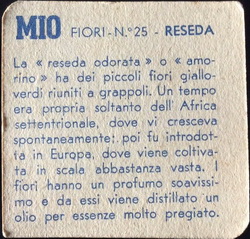 MIO FIORI - N.° 25 - RESEDA
La « reseda odorata » o « amo-
rino » ha dei piccoli fiori giallo-
verdi riuniti a grappoli. Un tempo
era propria soltanto dell' Africa
settentrionale, dove vi cresceva
spontaneamente; poi fu introdot-
ta in Europa, dove viene coltiva-
ta in scala abbastanza vasta. I
fiori hanno un profumo soavissi-
mo e da essi viene distillato un
olio per essenze molto pregiato.